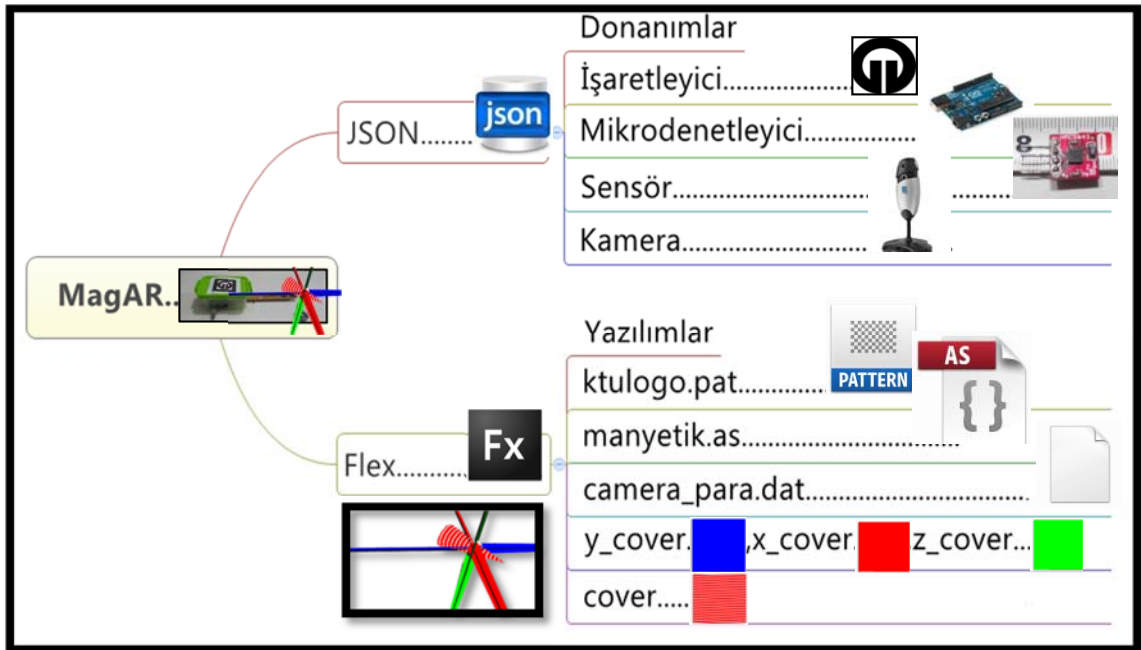 MagAR..
JSON........
json
Donanımlar
İşaretleyici.................
Mikrodenetleyici...............
Sensör..........................................
Kamera.........................
Flex...........
Fx
Yazılımlar
ktulogo.pat............
PATTERN
manyetik.as.............................
AS
{ }
camera_para.dat..............................
y_cover. ,x_cover. z_cover...
cover.....